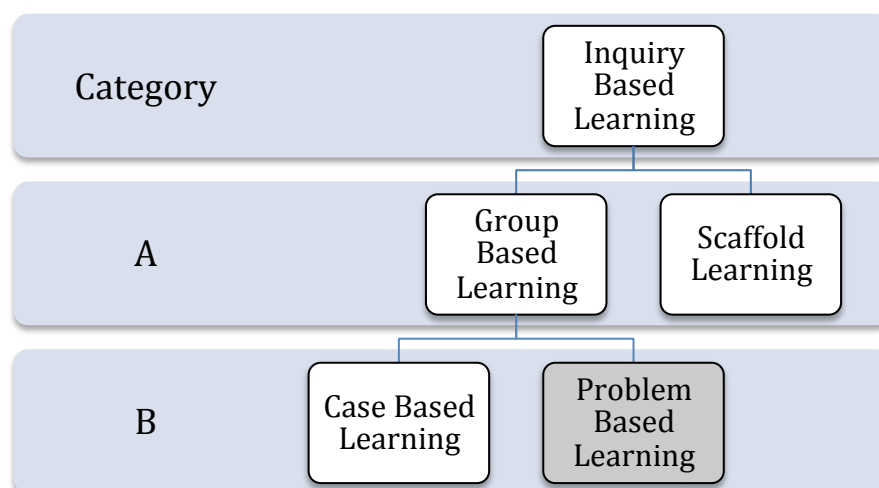 Category
Inquiry
Based
Learning
A
Group
Based
Learning
Scaffold
Learning
B
Case Based
Learning
Problem
Based
Learning